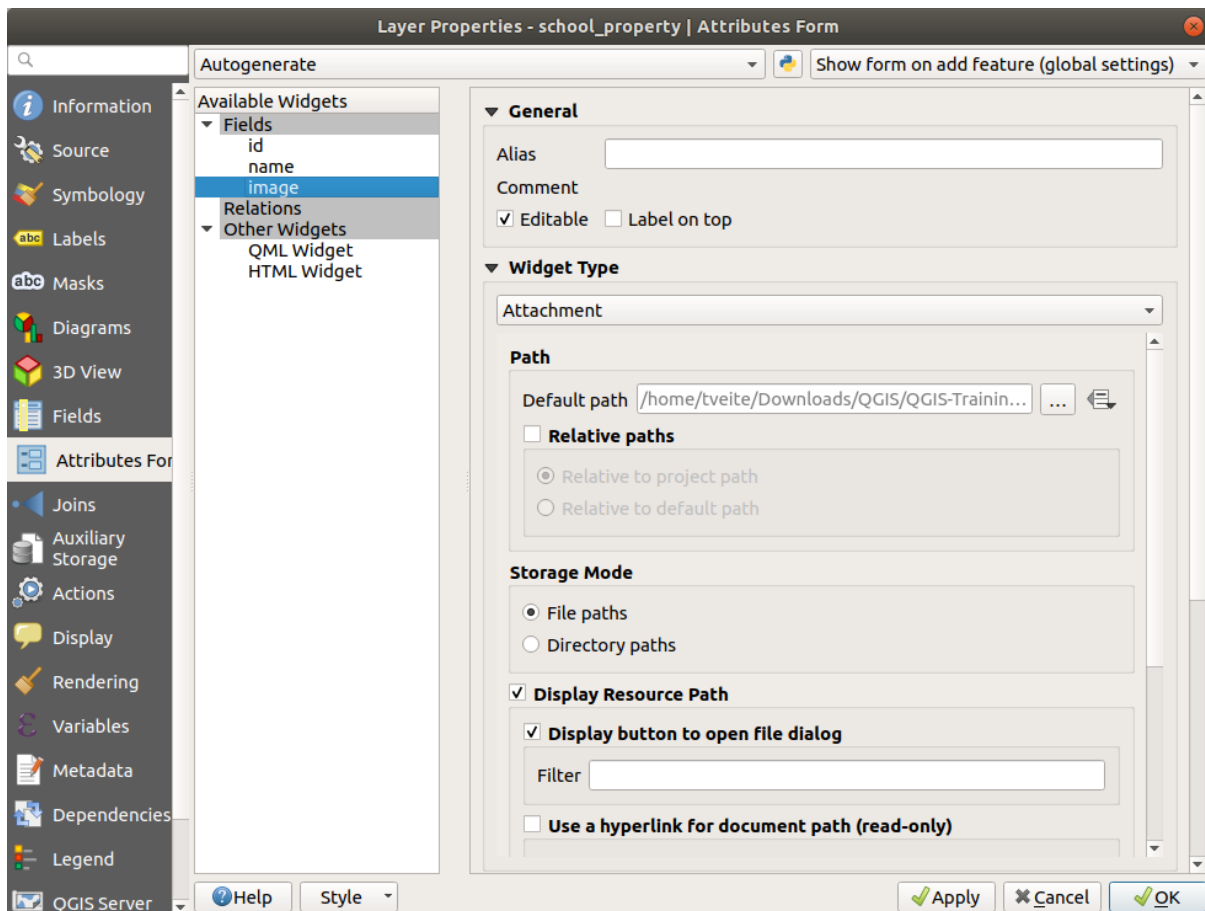 Layer Properties - school_property | Attributes Form
Autogenerate
Show form on add feature (global settings)
Information
Source
Symbology
abc Labels
abc Masks
Diagrams
3D View
Fields
Attributes For
Joins
Auxiliary
Storage
Actions
Display
Rendering
Variables
Metadata
Dependencies
Legend
QGIS Server
Available Widgets
Fields
id
name
image
Relations
Other Widgets
QML Widget
HTML Widget
General
Alias
Comment
Editable Label on top
Widget Type
Attachment
Path
Default path /home/tveite/Downloads/QGIS/QGIS-Trainin... ...
Relative paths
Relative to project path
Relative to default path
Storage Mode
File paths
Directory paths
Display Resource Path
Display button to open file dialog
Filter
Use a hyperlink for document path (read-only)
Help Style Apply Cancel OK